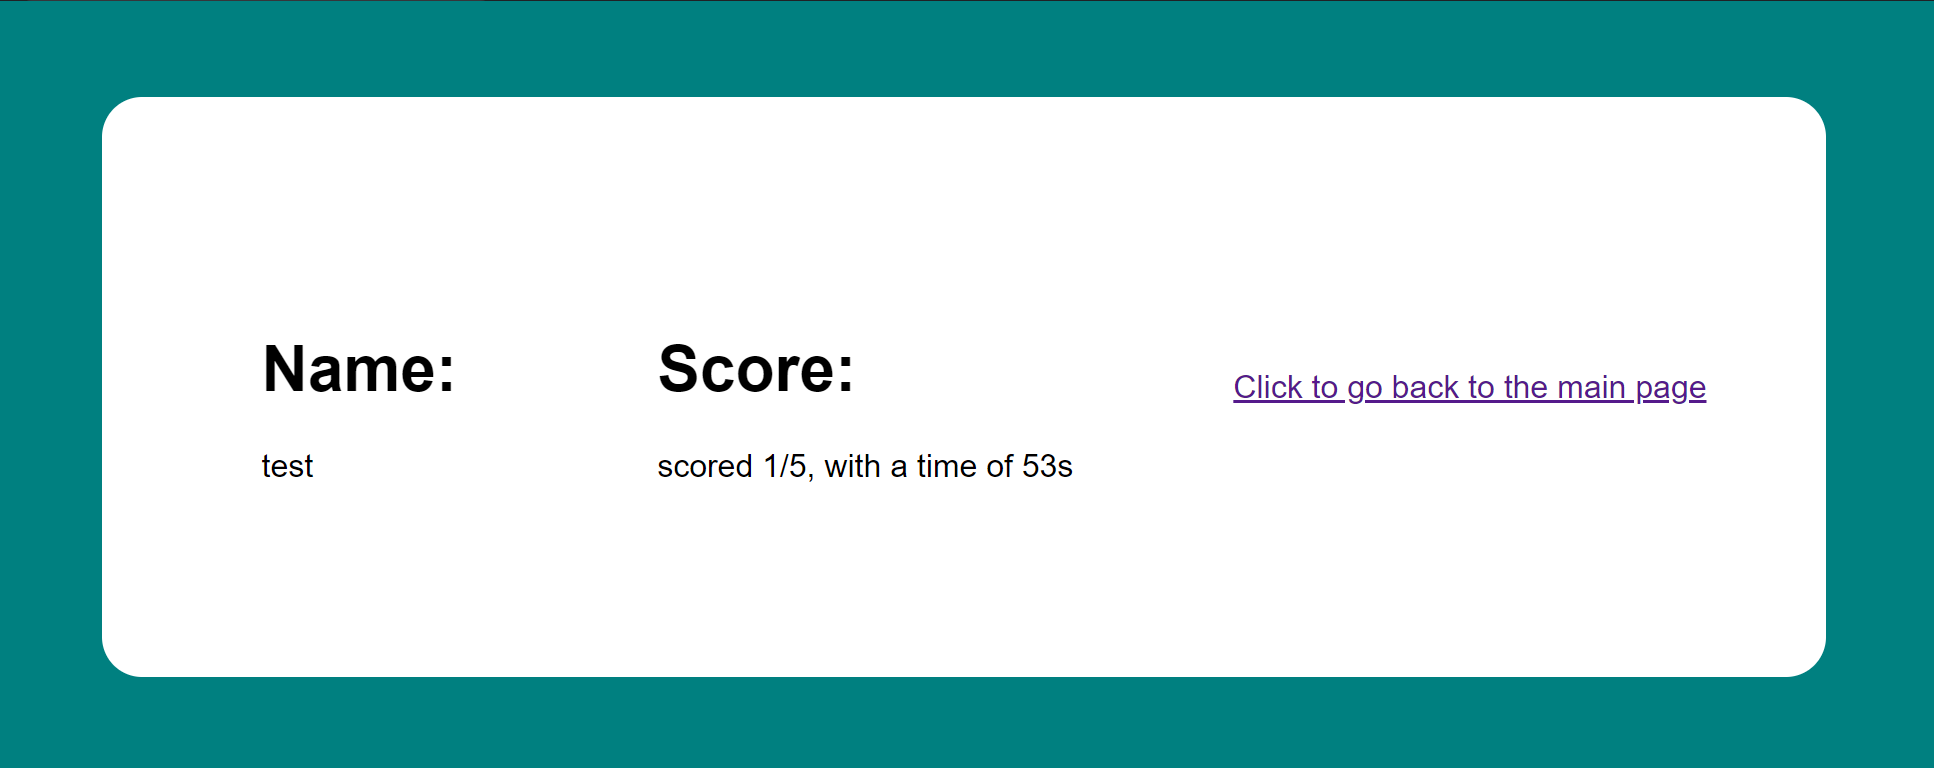 Name:
Score:
Click to go back to the main page
test
scored 1/5, with a time of 53s